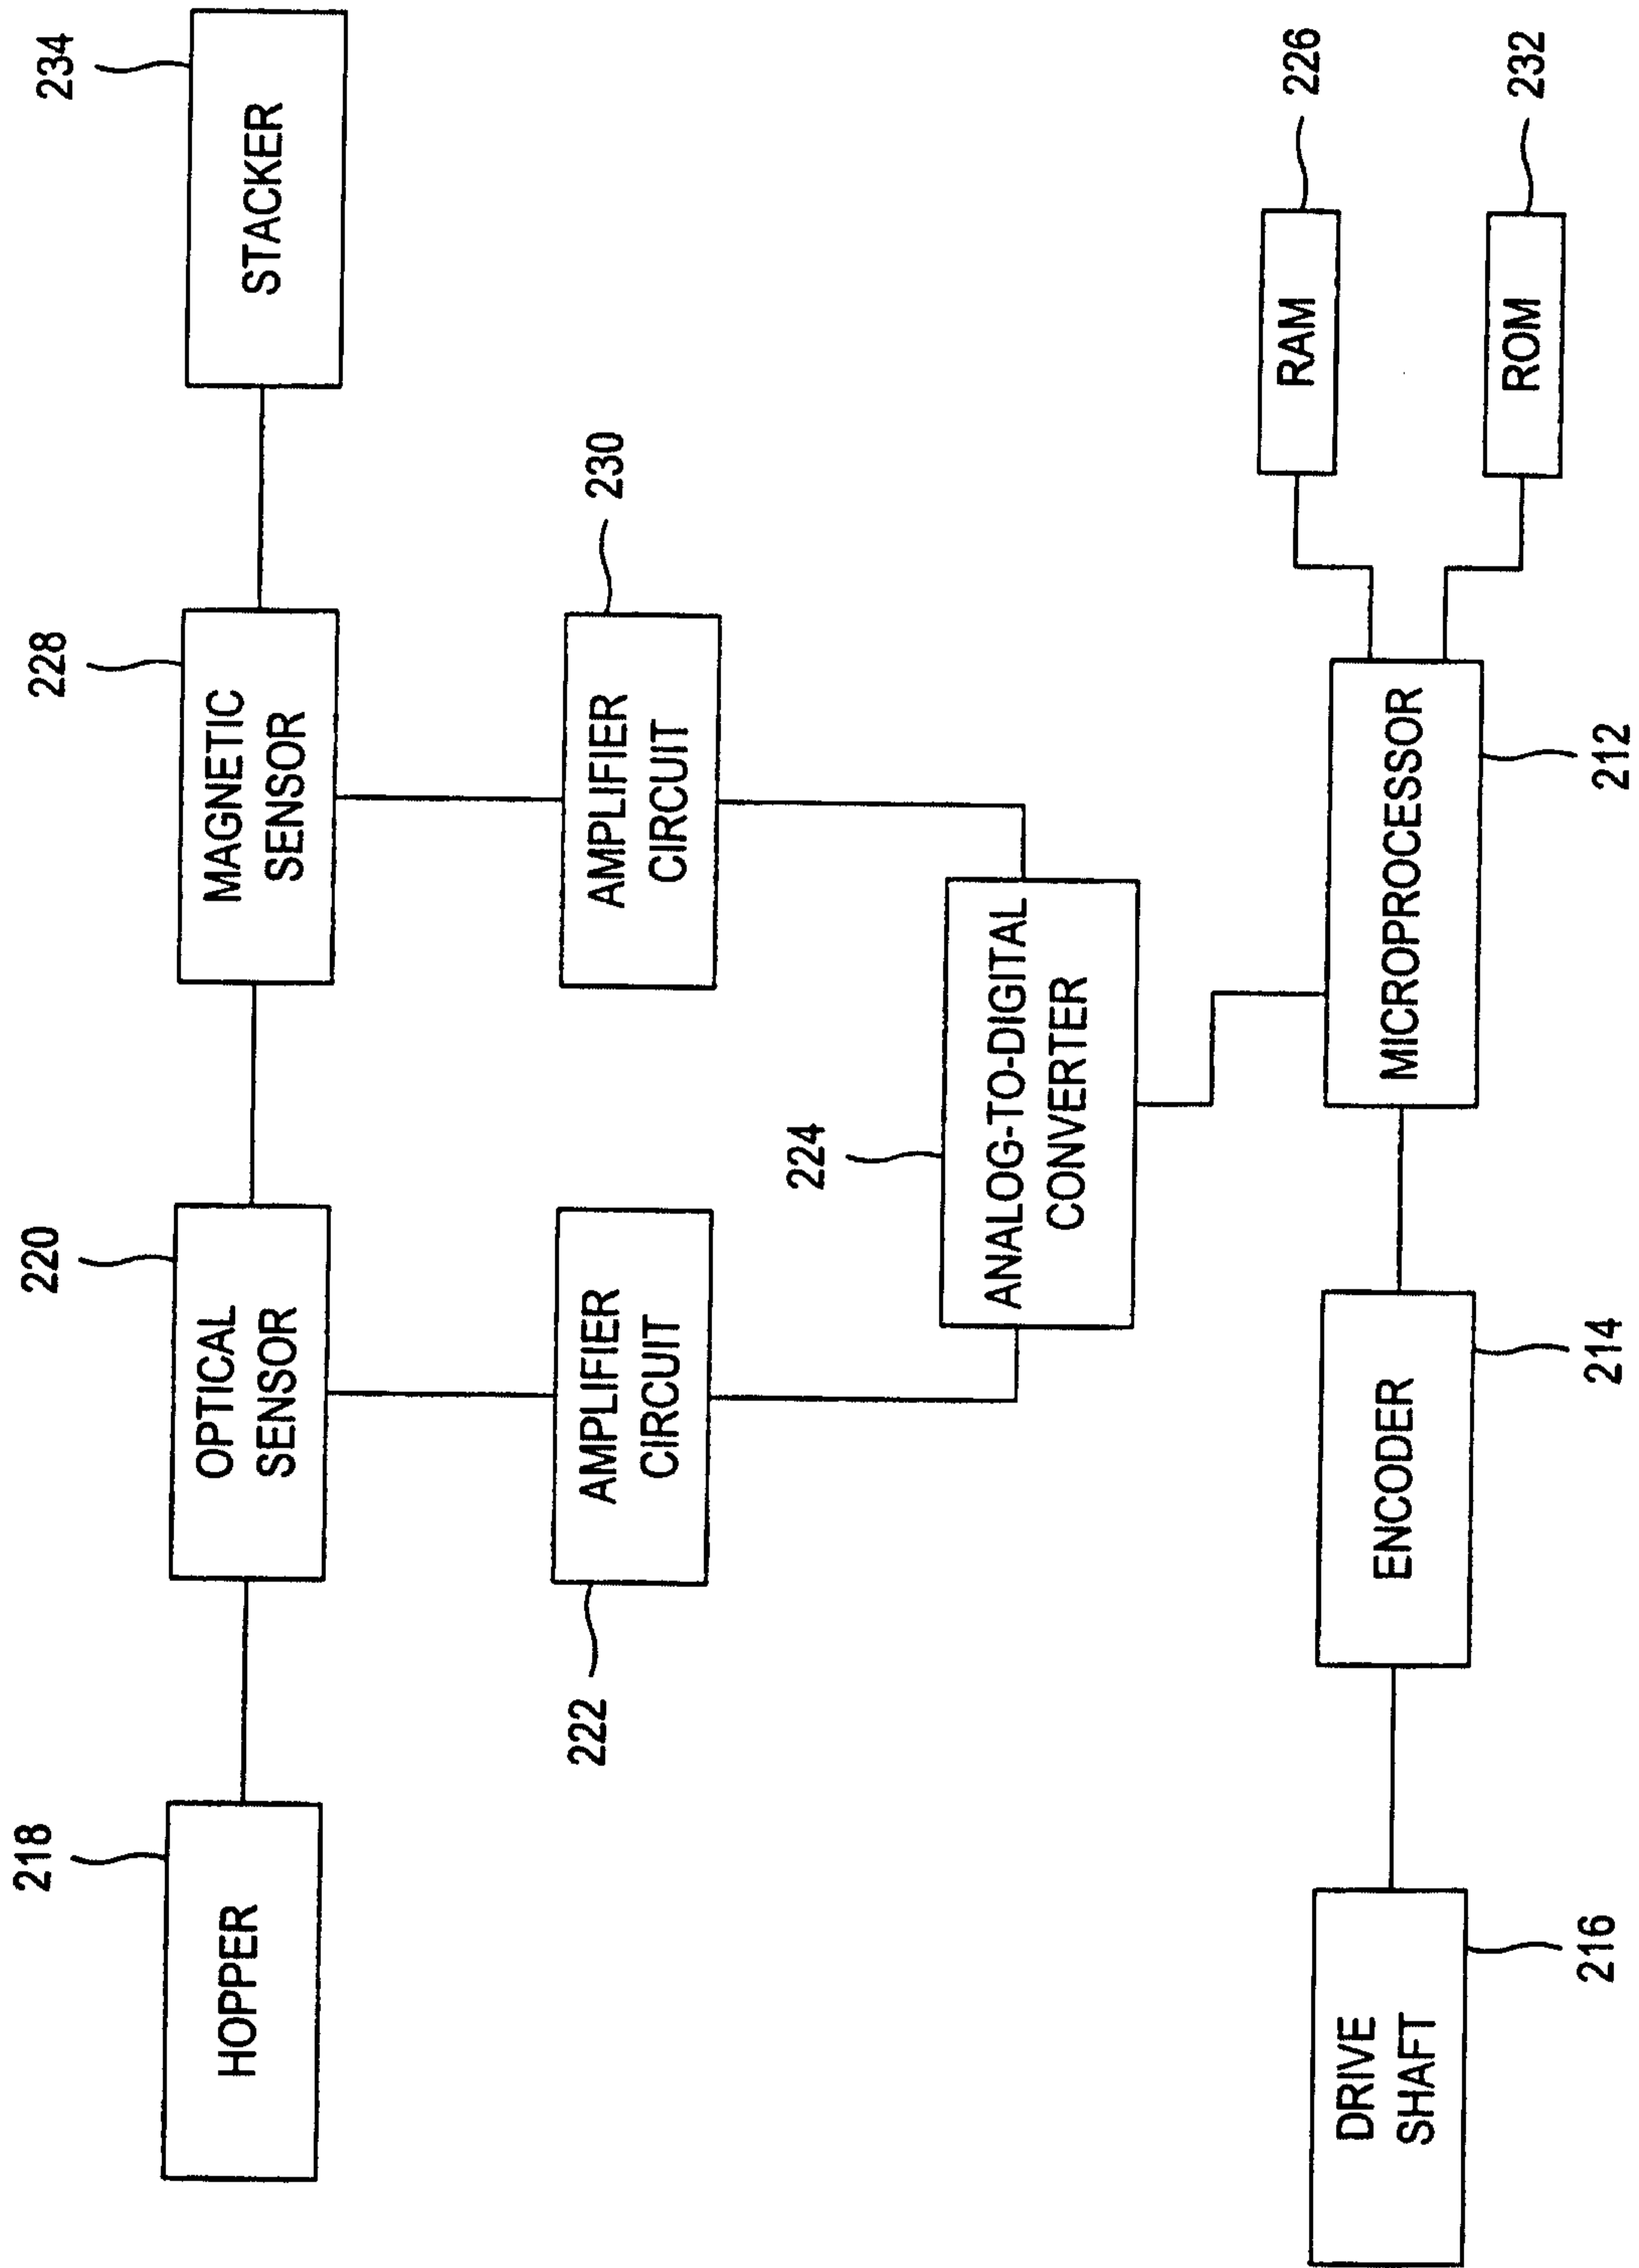 218
HOPPER
220
OPTICAL
SENSOR
228
MAGNETIC
SENSOR
234
STACKER
222
AMPLIFIER
CIRCUIT
230
AMPLIFIER
CIRCUIT
224
ANALOG-TO-DIGITAL
CONVERTER
DRIVE
SHAFT
216
ENCODER
214
MICROPROCESSOR
212
RAM
226
ROM
232